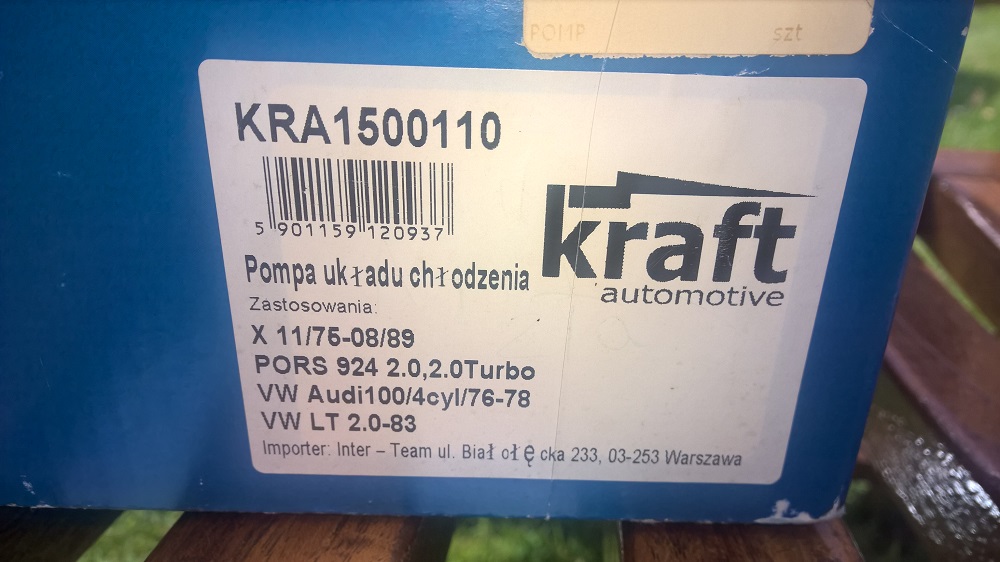 POMP szt
KRA1500110
5 901159 120937
kraft
automotive
Pompa układu chłodzenia
Zastosowania:
X 11/75-08/89
PORS 924 2.0,2.0Turbo
VW Audi100/4cyl/76-78
VW LT 2.0-83
Importer: Inter – Team ul. Białołęcka 233, 03-253 Warszawa